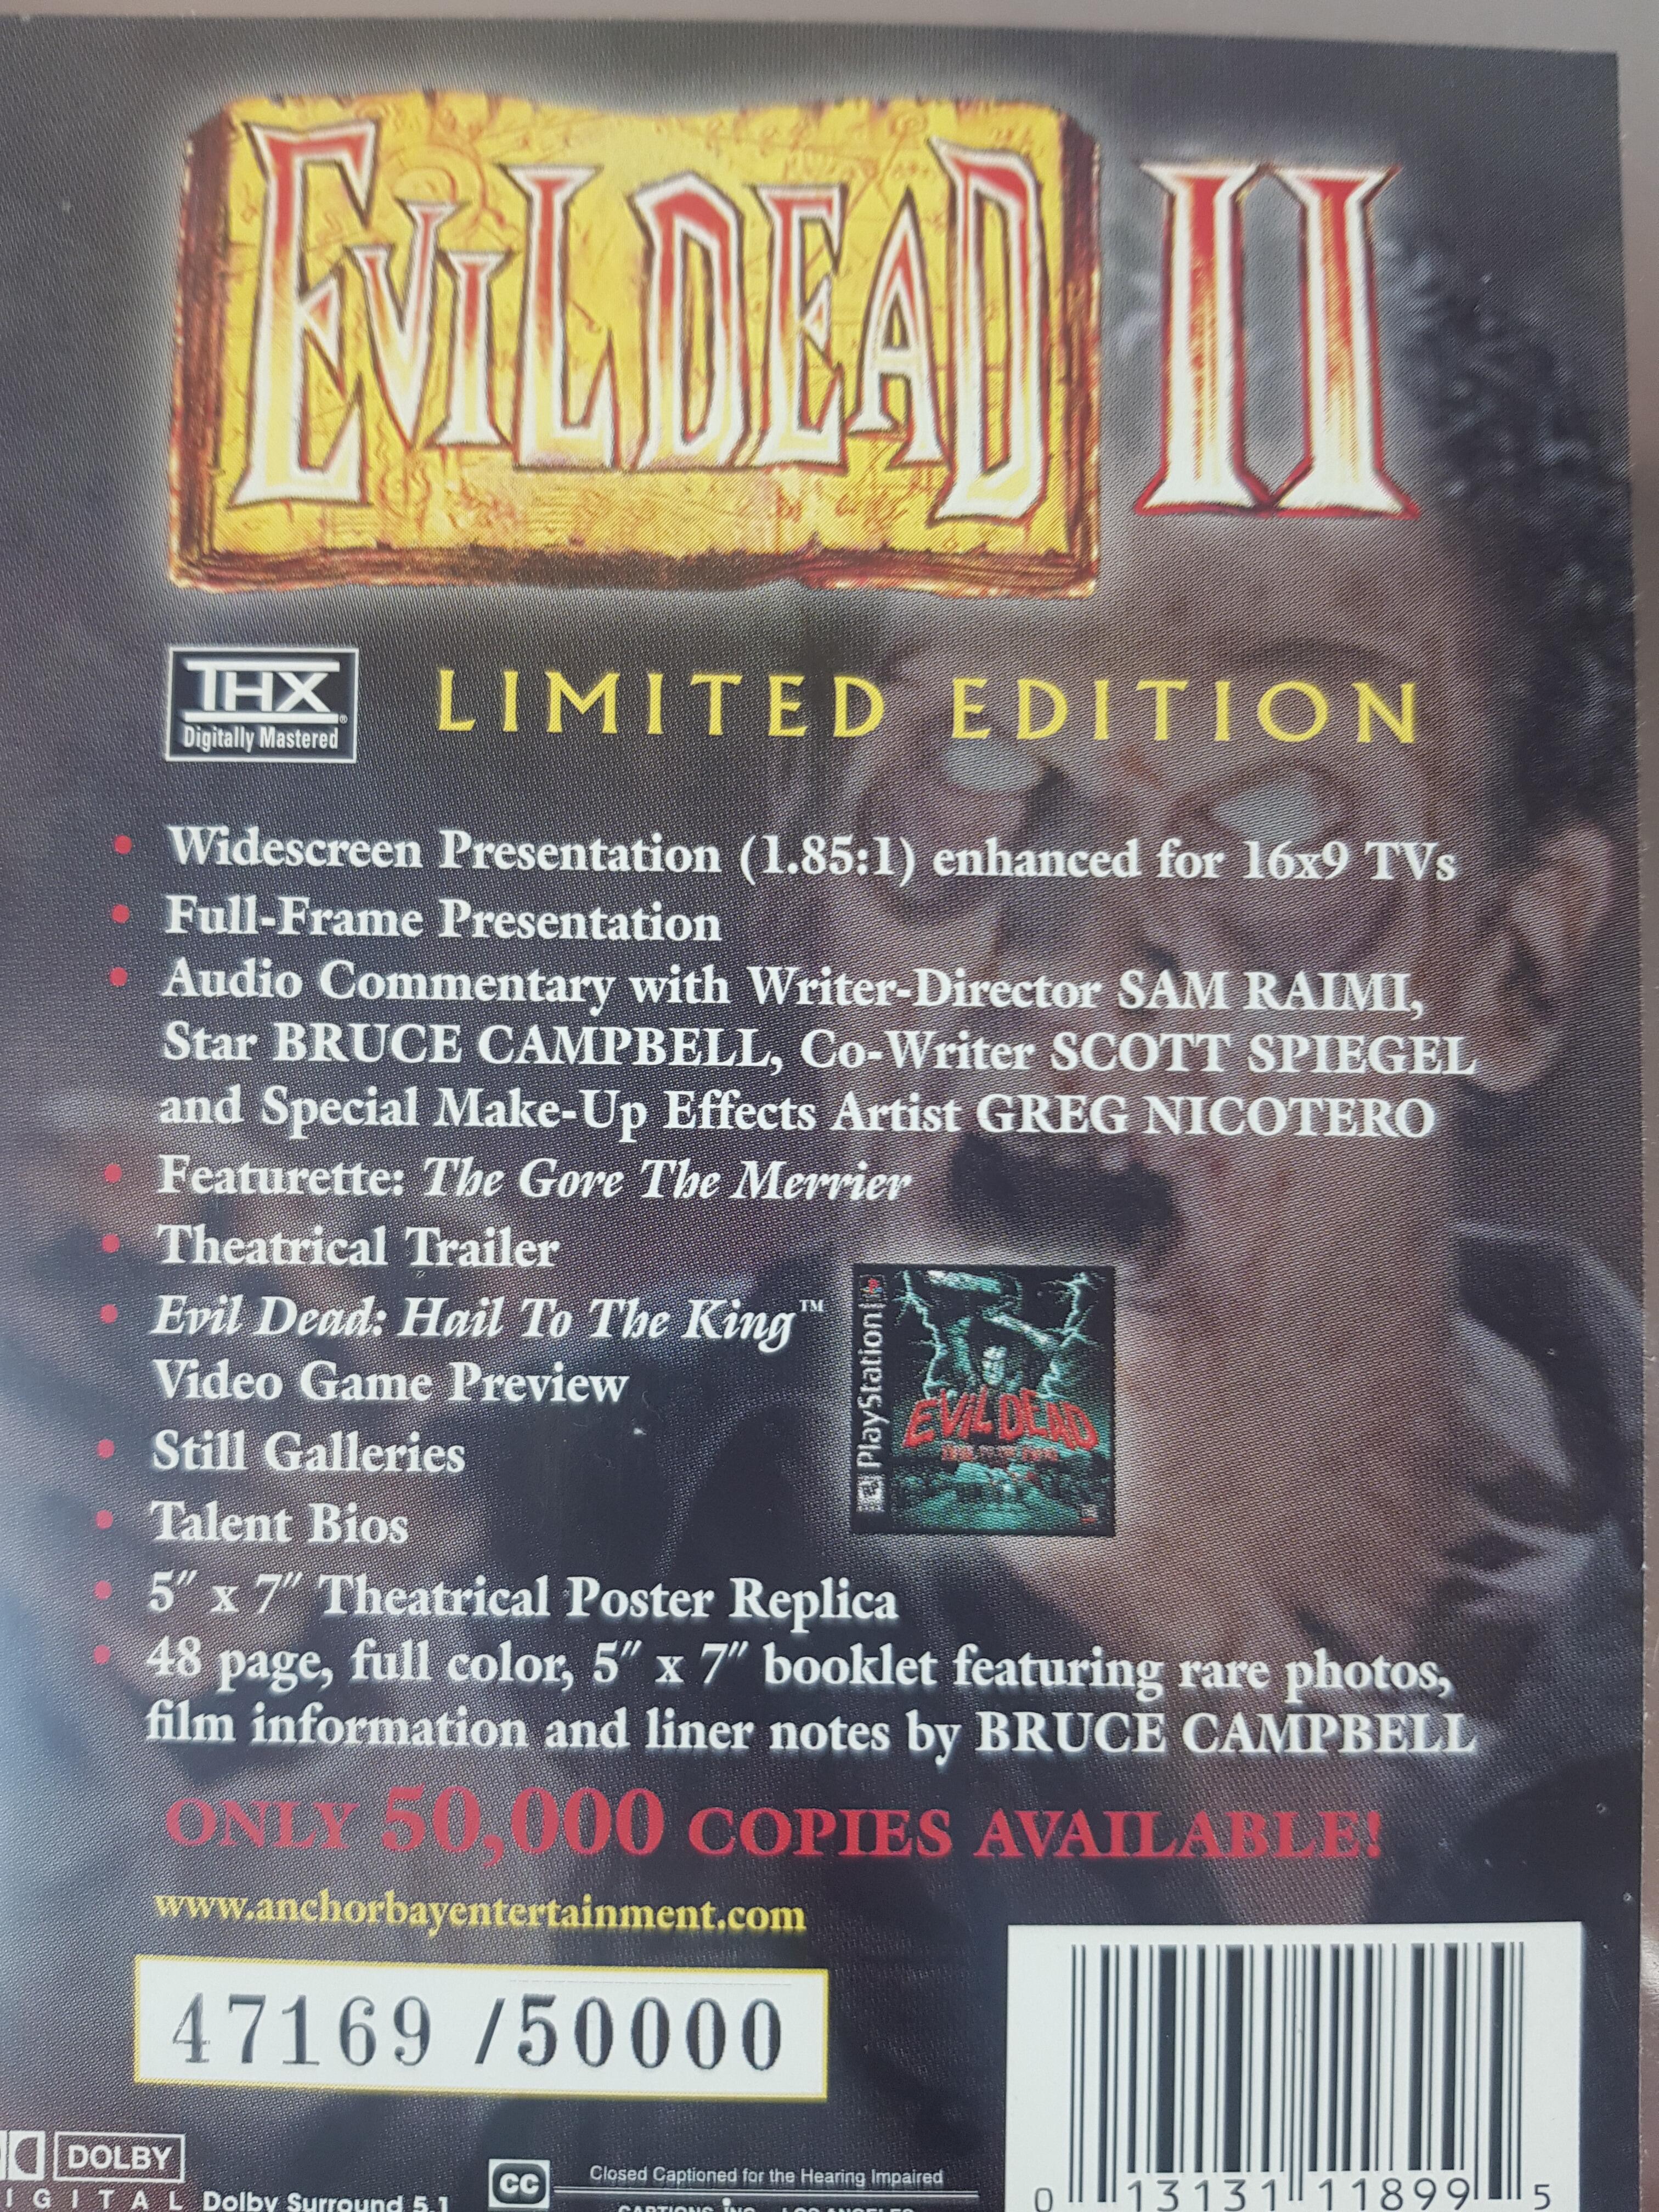 EVIL DEAD II
THX
Digitally Mastered
LIMITED EDITION
• Widescreen Presentation (1.85:1) enhanced for 16x9 TVs
• Full-Frame Presentation
• Audio Commentary with Writer-Director SAM RAIMI,
Star BRUCE CAMPBELL, Co-Writer SCOTT SPIEGEL
and Special Make-Up Effects Artist GREG NICOTERO
• Featurette: The Gore The Merrier
• Theatrical Trailer
• Evil Dead: Hail To The King™
Video Game Preview
PlayStation
EVIL DEAD
• Still Galleries
• Talent Bios
• 5" x 7" Theatrical Poster Replica
• 48 page, full color, 5" x 7" booklet featuring rare photos,
film information and liner notes by BRUCE CAMPBELL
ONLY 50,000 COPIES AVAILABLE!
www.anchorbayentertainment.com
47169 /50000
DOLBY
DIGITAL Dolby Surround 5.1
CC
Closed Captioned for the Hearing Impaired
CAPTIONS, INC. LOS ANGELES
0 13131 11899 5